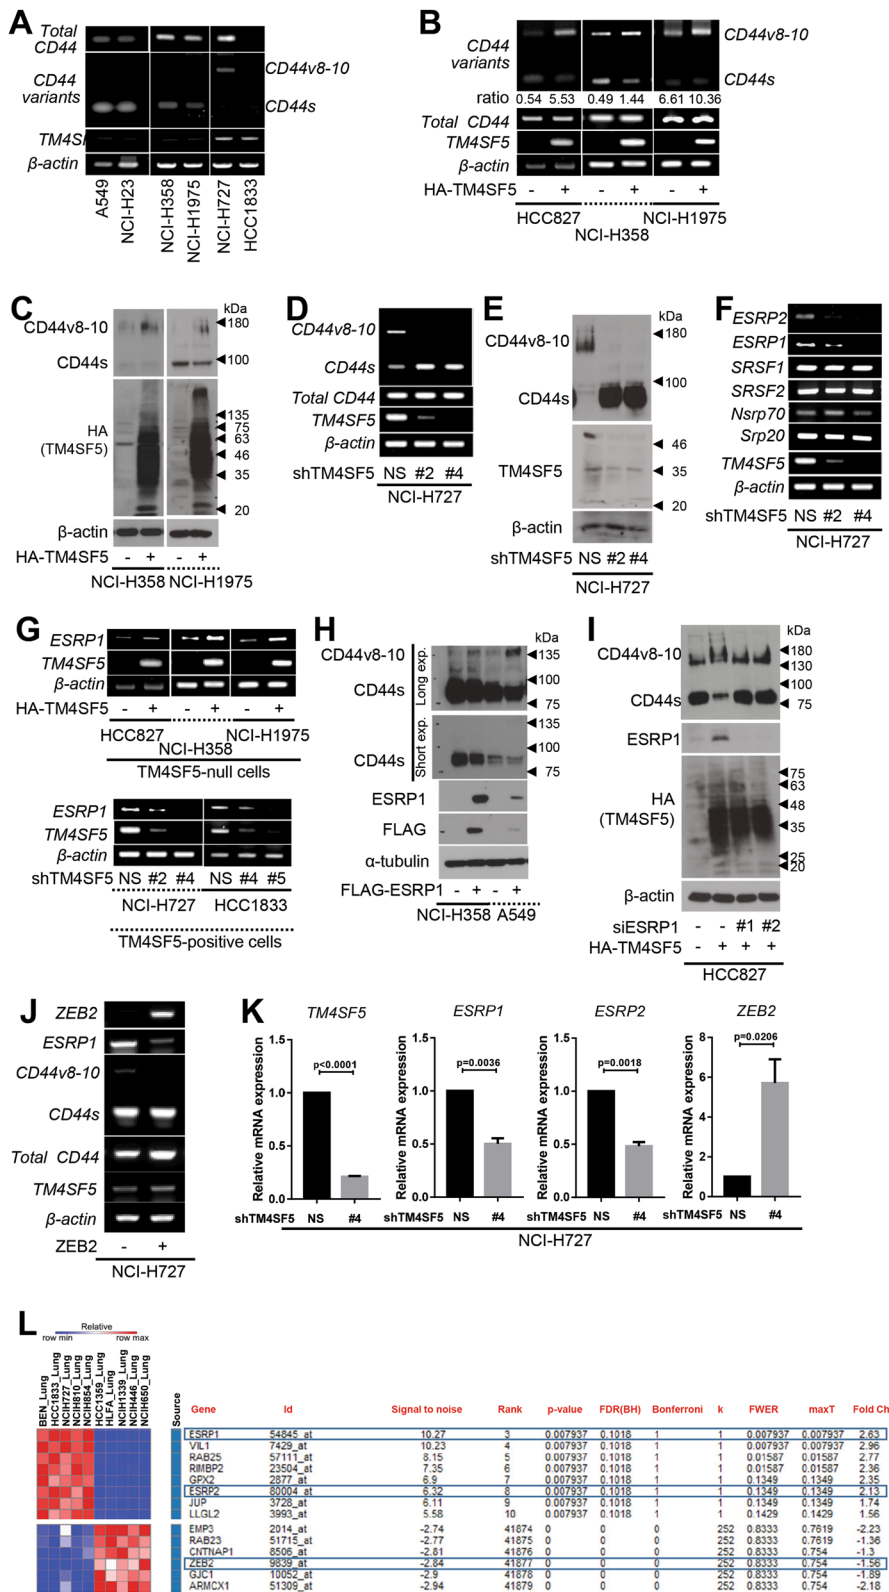 A
Total CD44
CD44 variants
CD44v8-10
CD44s
TM4S
β-actin
A549
NCI-H23
NCI-H358
NCI-H1975
NCI-H727
HCC1833
B
CD44 variants
CD44v8-10
CD44s
ratio 0.54 5.53 0.49 1.44 6.61 10.36
Total CD44
TM4SF5
β-actin
HA-TM4SF5 - + - + - +
HCC827 NCI-H1975
NCI-H358
C
kDa
CD44v8-10 180
CD44s 100
HA (TM4SF5)
135
75
63
46
35
20
β-actin
HA-TM4SF5 - + - +
NCI-H358 NCI-H1975
D
CD44v8-10
CD44s
Total CD44
TM4SF5
β-actin
shTM4SF5 NS #2 #4
NCI-H727
E
kDa
CD44v8-10 180
100
CD44s
46
TM4SF5 35
20
β-actin
shTM4SF5 NS #2 #4
NCI-H727
F
ESRP2
ESRP1
SRSF1
SRSF2
Nsrp70
Srp20
TM4SF5
β-actin
shTM4SF5 NS #2 #4
NCI-H727
G
ESRP1
TM4SF5
β-actin
HA-TM4SF5 - + - + - +
HCC827 NCI-H1975
NCI-H358
TM4SF5-null cells
ESRP1
TM4SF5
β-actin
shTM4SF5 NS #2 #4 NS #4 #5
NCI-H727 HCC1833
TM4SF5-positive cells
H
kDa
CD44v8-10 Long exp. 135
CD44s 100
75
Short exp. 135
CD44s 100
75
ESRP1
FLAG
α-tubulin
FLAG-ESRP1 - + - +
NCI-H358 A549
I
kDa
CD44v8-10 180
130
CD44s 100
75
ESRP1
HA (TM4SF5)
75
63
48
35
25
20
β-actin
siESRP1 - - #1 #2
HA-TM4SF5 - + + +
HCC827
J
ZEB2
ESRP1
CD44v8-10
CD44s
Total CD44
TM4SF5
β-actin
ZEB2 - +
NCI-H727
K
TM4SF5 ESRP1 ESRP2 ZEB2
Relative mRNA expression
1.5
1.0
0.5
0.0
p<0.0001
shTM4SF5 NS #4
Relative mRNA expression
1.5
1.0
0.5
0.0
p=0.0036
shTM4SF5 NS #4
Relative mRNA expression
1.5
1.0
0.5
0.0
p=0.0018
shTM4SF5 NS #4
Relative mRNA expression
8
6
4
2
0
p=0.0206
shTM4SF5 NS #4
NCI-H727
L
Relative
row min row max
BEN_Lung
HCC1833_Lung
NCIH727_Lung
NCIH810_Lung
NCIH854_Lung
HCC1359_Lung
HLFA_Lung
NCIH1339_Lung
NCIH446_Lung
NCIH650_Lung
Source
Gene Id Signal to noise Rank p-value FDR(BH) Bonferroni k FWER maxT Fold Ch
ESRP1 54845_at 10.27 3 0.007937 0.1018 1 1 0.007937 0.007937 2.63
VIL1 7429_at 10.23 4 0.007937 0.1018 1 1 0.007937 0.007937 2.96
RAB25 57111_at 8.15 5 0.007937 0.1018 1 1 0.01587 0.01587 2.77
RIMBP2 23504_at 7.35 6 0.007937 0.1018 1 1 0.01587 0.01587 2.36
GPX2 2877_at 6.9 7 0.007937 0.1018 1 1 0.1349 0.1349 2.35
ESRP2 80004_at 6.32 8 0.007937 0.1018 1 1 0.1349 0.1349 2.13
JUP 3728_at 6.11 9 0.007937 0.1018 1 1 0.1349 0.1349 1.74
LLGL2 3993_at 5.58 10 0.007937 0.1018 1 1 0.1429 0.1429 1.56
EMP3 2014_at -2.74 41874 0 0 0 252 0.8333 0.7619 -2.23
RAB23 51715_at -2.77 41875 0 0 0 252 0.8333 0.7619 -1.36
CNTNAP1 8506_at -2.81 41876 0 0 0 252 0.8333 0.754 -1.3
ZEB2 9839_at -2.84 41877 0 0 0 252 0.8333 0.754 -1.56
GJC1 10052_at -2.9 41878 0 0 0 252 0.8333 0.754 -1.89
ARMCX1 51309_at -2.94 41879 0 0 0 252 0.8333 0.754 -2.18